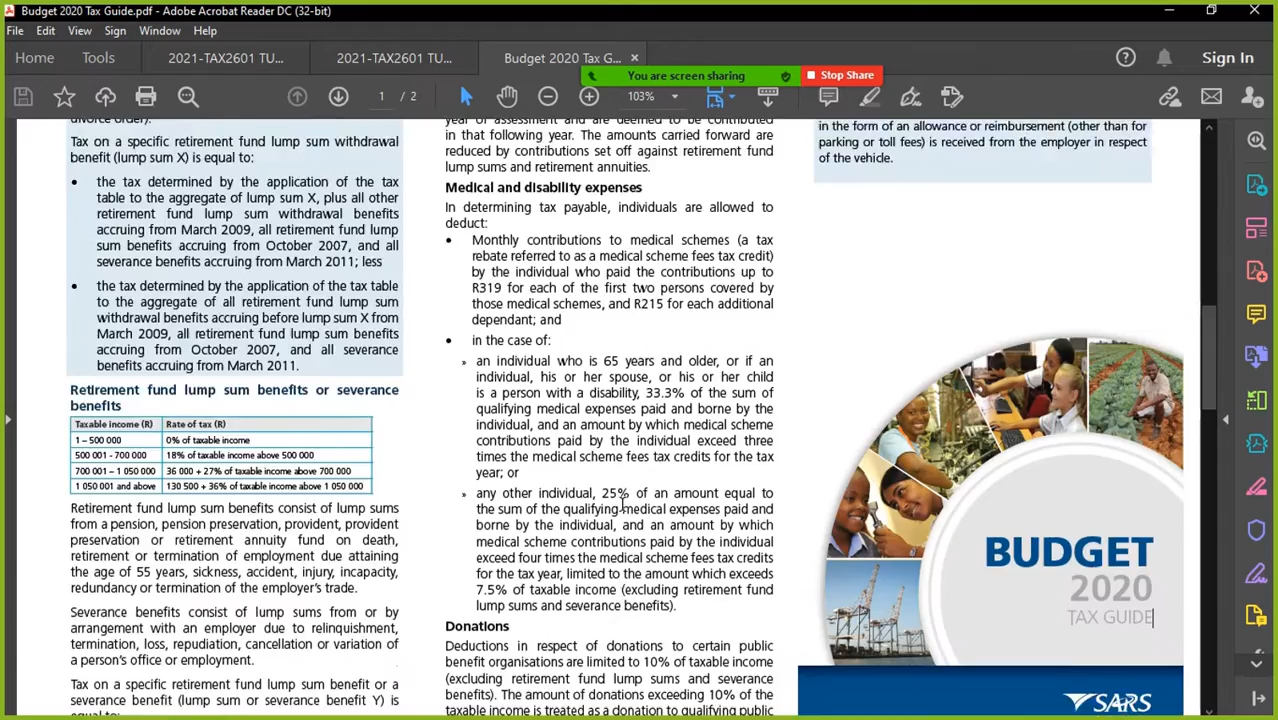 Budget 2020 Tax Guide.pdf - Adobe Acrobat Reader DC (32-bit)
File Edit View Sign Window Help
Home Tools 2021-TAX2601 TU... 2021-TAX2601 TU... Budget 2020 Tax G... × Sign In
You are screen sharing Stop Share
1 / 2 103%
divorce order).
Tax on a specific retirement fund lump sum withdrawal
benefit (lump sum X) is equal to:
• the tax determined by the application of the tax
table to the aggregate of lump sum X, plus all other
retirement fund lump sum withdrawal benefits
accruing from March 2009, all retirement fund lump
sum benefits accruing from October 2007, and all
severance benefits accruing from March 2011; less
• the tax determined by the application of the tax table
to the aggregate of all retirement fund lump sum
withdrawal benefits accruing before lump sum X from
March 2009, all retirement fund lump sum benefits
accruing from October 2007, and all severance
benefits accruing from March 2011.
Retirement fund lump sum benefits or severance
benefits
Taxable income (R) Rate of tax (R)
1 – 500 000 0% of taxable income
500 001 - 700 000 18% of taxable income above 500 000
700 001 – 1 050 000 36 000 + 27% of taxable income above 700 000
1 050 001 and above 130 500 + 36% of taxable income above 1 050 000
Retirement fund lump sum benefits consist of lump sums
from a pension, pension preservation, provident, provident
preservation or retirement annuity fund on death,
retirement or termination of employment due attaining
the age of 55 years, sickness, accident, injury, incapacity,
redundancy or termination of the employer's trade.
Severance benefits consist of lump sums from or by
arrangement with an employer due to relinquishment,
termination, loss, repudiation, cancellation or variation of
a person's office or employment.
Tax on a specific retirement fund lump sum benefit or a
severance benefit (lump sum or severance benefit Y) is
equal to:
year of assessment and are deemed to be contributed
in that following year. The amounts carried forward are
reduced by contributions set off against retirement fund
lump sums and retirement annuities.
Medical and disability expenses
In determining tax payable, individuals are allowed to
deduct:
• Monthly contributions to medical schemes (a tax
rebate referred to as a medical scheme fees tax credit)
by the individual who paid the contributions up to
R319 for each of the first two persons covered by
those medical schemes, and R215 for each additional
dependant; and
• in the case of:
» an individual who is 65 years and older, or if an
individual, his or her spouse, or his or her child
is a person with a disability, 33.3% of the sum of
qualifying medical expenses paid and borne by the
individual, and an amount by which medical scheme
contributions paid by the individual exceed three
times the medical scheme fees tax credits for the tax
year; or
» any other individual, 25% of an amount equal to
the sum of the qualifying medical expenses paid and
borne by the individual, and an amount by which
medical scheme contributions paid by the individual
exceed four times the medical scheme fees tax credits
for the tax year, limited to the amount which exceeds
7.5% of taxable income (excluding retirement fund
lump sums and severance benefits).
Donations
Deductions in respect of donations to certain public
benefit organisations are limited to 10% of taxable income
(excluding retirement fund lump sums and severance
benefits). The amount of donations exceeding 10% of the
taxable income is treated as a donation to qualifying public
in the form of an allowance or reimbursement (other than for
parking or toll fees) is received from the employer in respect
of the vehicle.
BUDGET
2020
TAX GUIDE
SARS